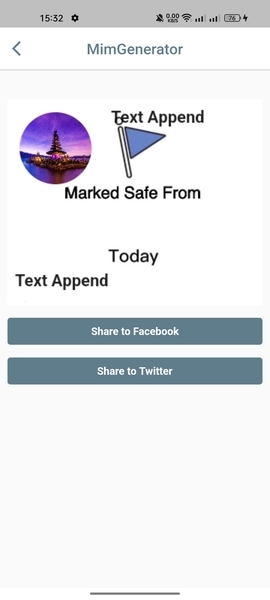 15:32
0.00
KB/S
76
MimGenerator
Text Append
Marked Safe From
Today
Text Append
Share to Facebook
Share to Twitter